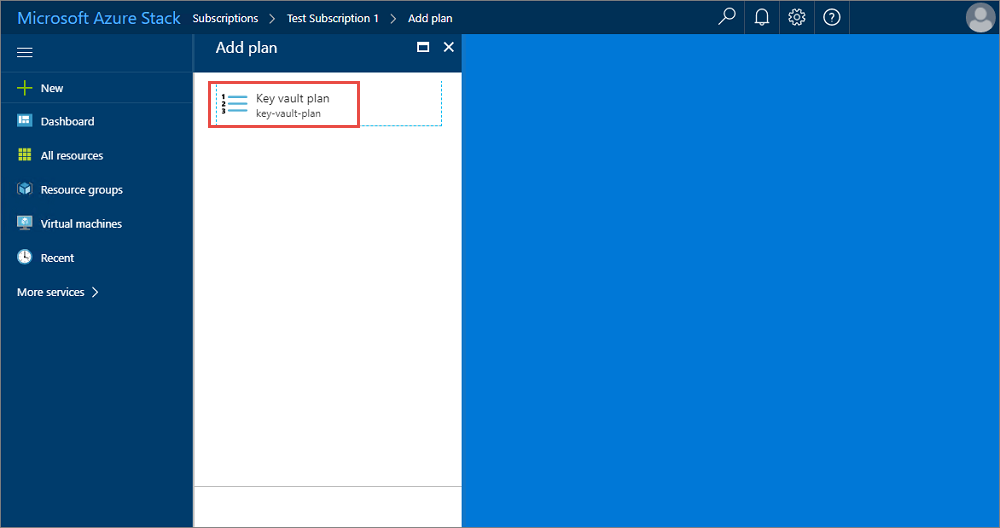 Microsoft Azure Stack Subscriptions > Test Subscription 1 > Add plan
Add plan
New
Dashboard
All resources
Resource groups
Virtual machines
Recent
More services >
1 Key vault plan
2
3 key-vault-plan